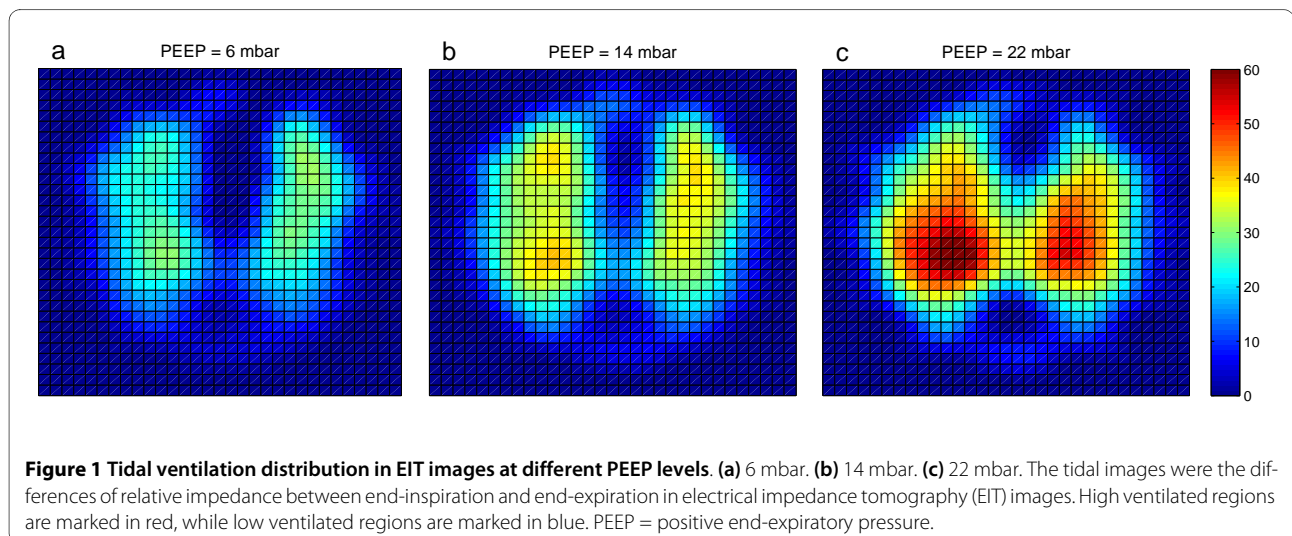 a PEEP = 6 mbar
b PEEP = 14 mbar
c PEEP = 22 mbar
60
50
40
30
20
10
0
Figure 1 Tidal ventilation distribution in EIT images at different PEEP levels. (a) 6 mbar. (b) 14 mbar. (c) 22 mbar. The tidal images were the dif-
ferences of relative impedance between end-inspiration and end-expiration in electrical impedance tomography (EIT) images. High ventilated regions
are marked in red, while low ventilated regions are marked in blue. PEEP = positive end-expiratory pressure.